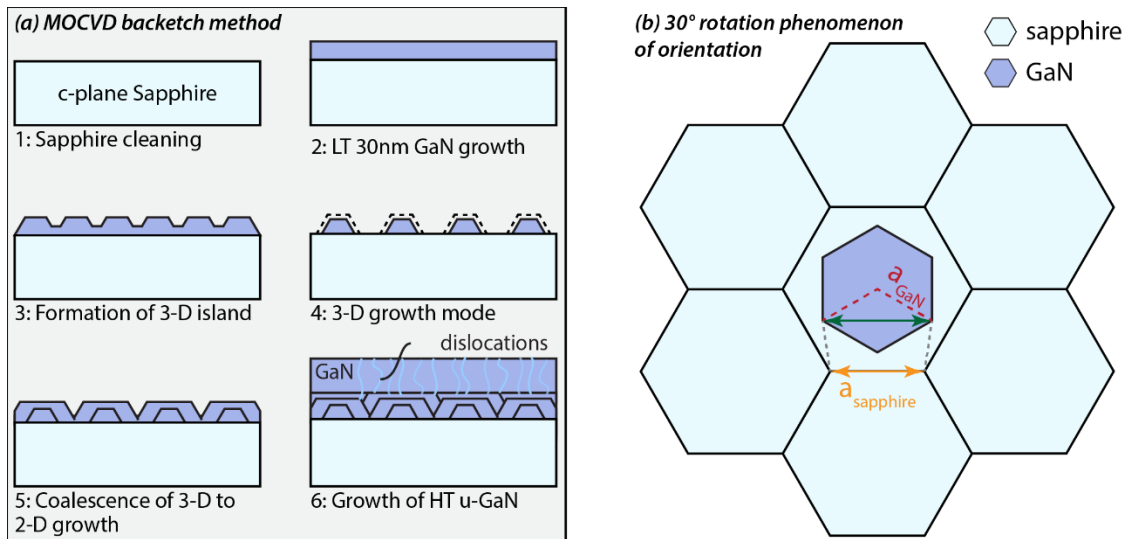 (a) MOCVD backetch method
c-plane Sapphire
1: Sapphire cleaning
2: LT 30nm GaN growth
3: Formation of 3-D island
4: 3-D growth mode
dislocations
GaN
5: Coalescence of 3-D to
2-D growth
6: Growth of HT u-GaN
(b) 30° rotation phenomenon
of orientation
sapphire
GaN
a GaN
a sapphire